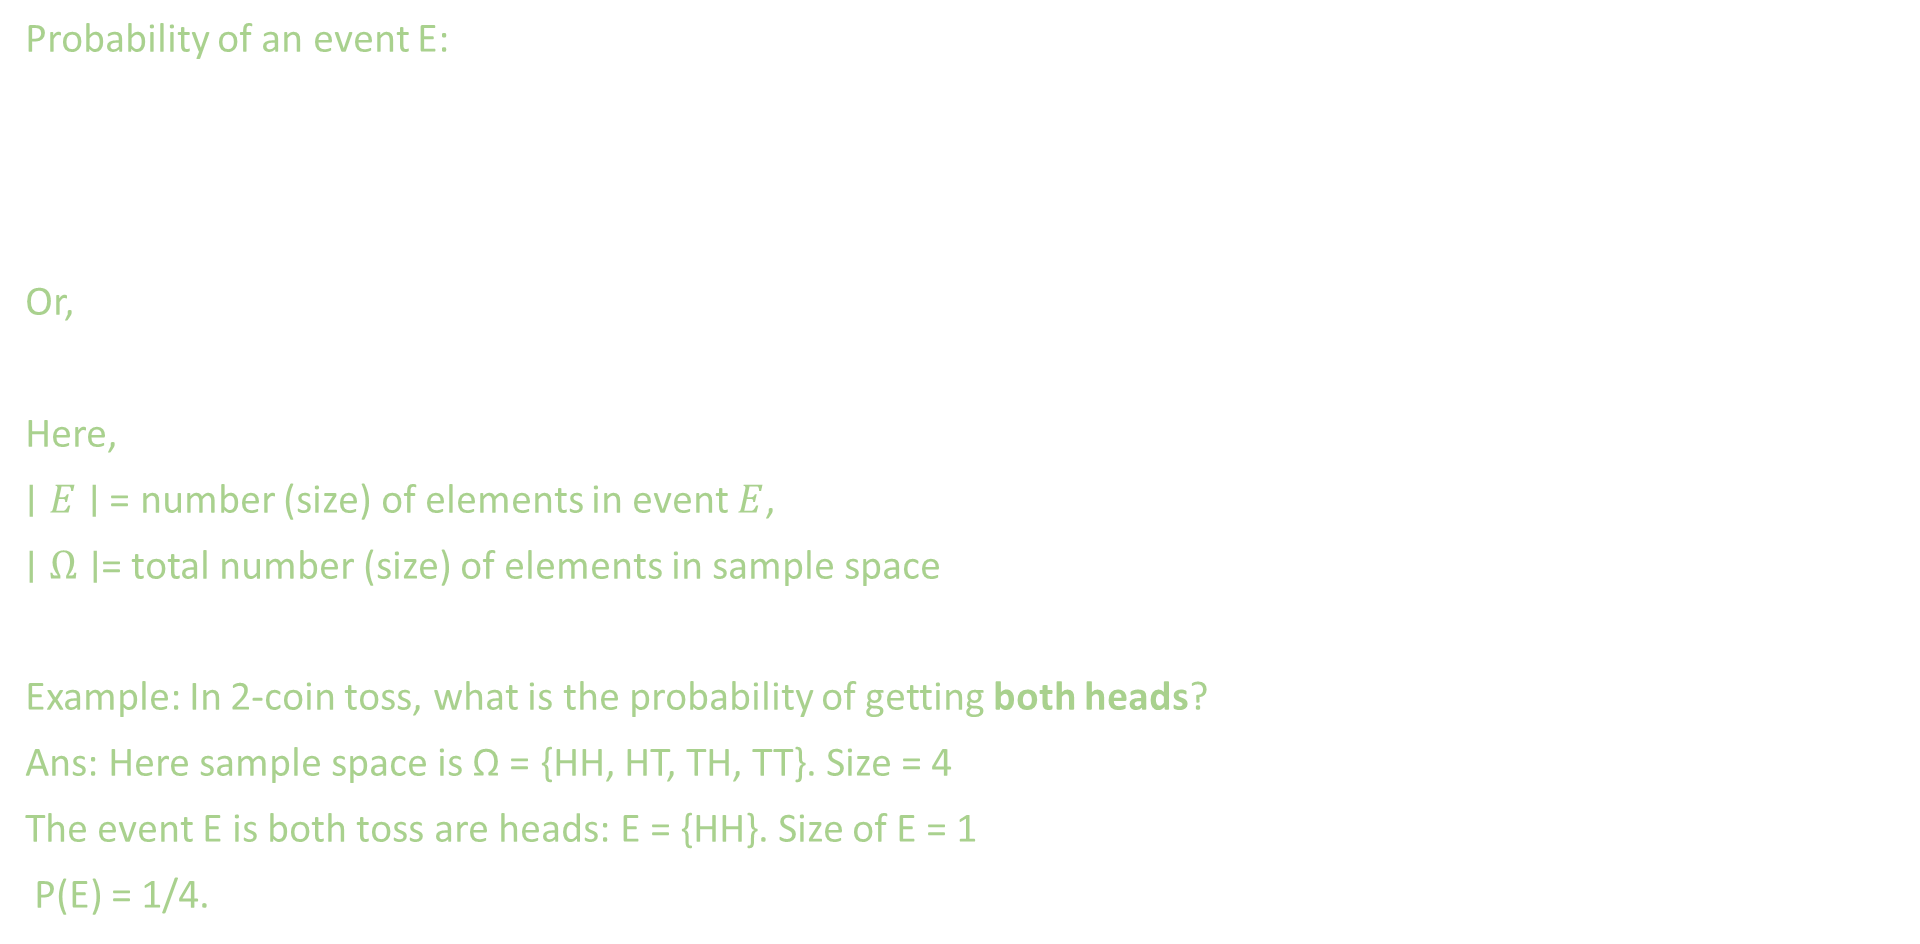 Probability of an event E:
Or,
Here,
| E | = number (size) of elements in event E,
| Ω |= total number (size) of elements in sample space
Example: In 2-coin toss, what is the probability of getting both heads?
Ans: Here sample space is Ω = {HH, HT, TH, TT}. Size = 4
The event E is both toss are heads: E = {HH}. Size of E = 1
P(E) = 1/4.